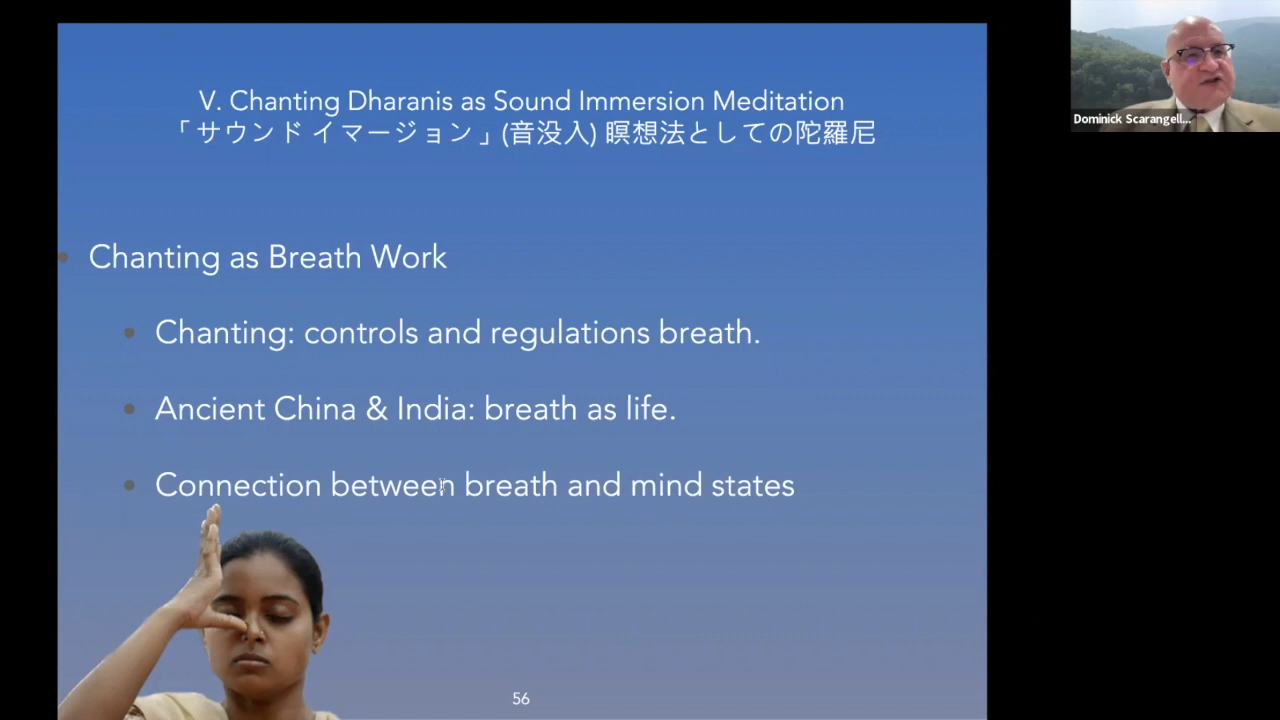 V. Chanting Dharanis as Sound Immersion Meditation
「サウンド イマージョン」(音没入) 瞑想法としての陀羅尼
Chanting as Breath Work
Chanting: controls and regulations breath.
Ancient China & India: breath as life.
Connection between breath and mind states
56
Dominick Scarangell...